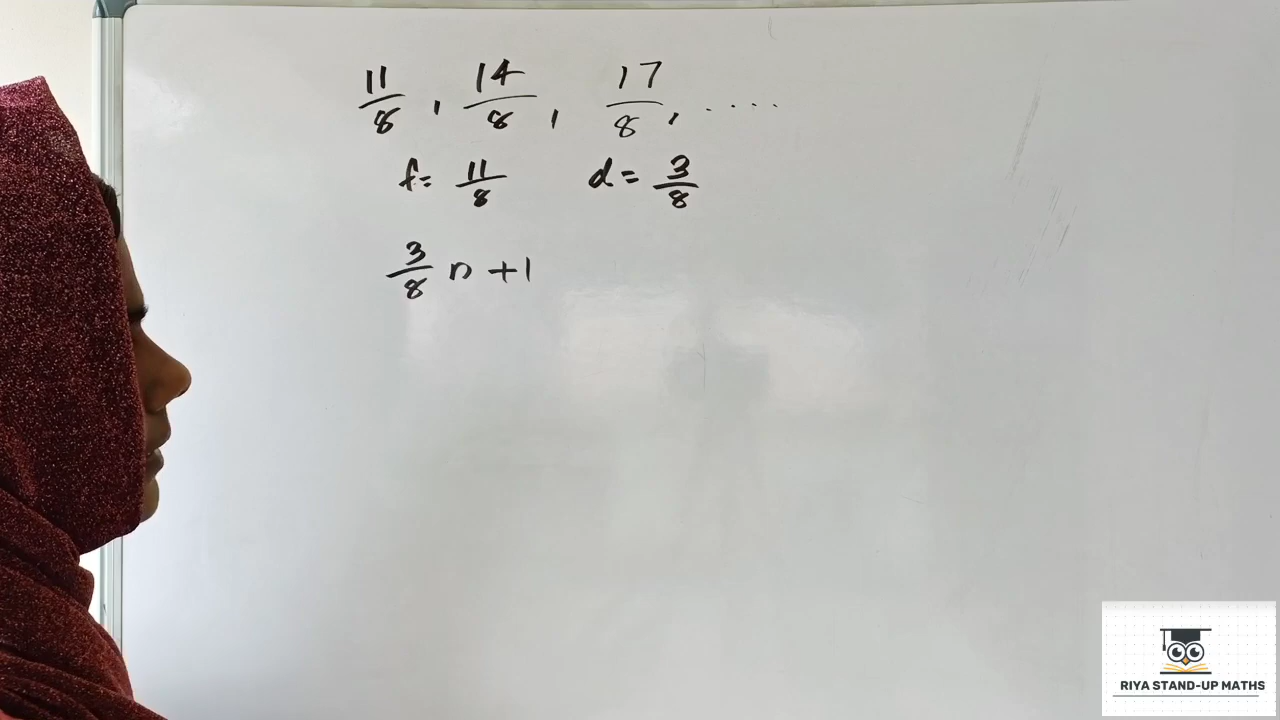 11/8, 14/8, 17/8, ....
f = 11/8 d = 3/8
3/8 n + 1
RIYA STAND-UP MATHS